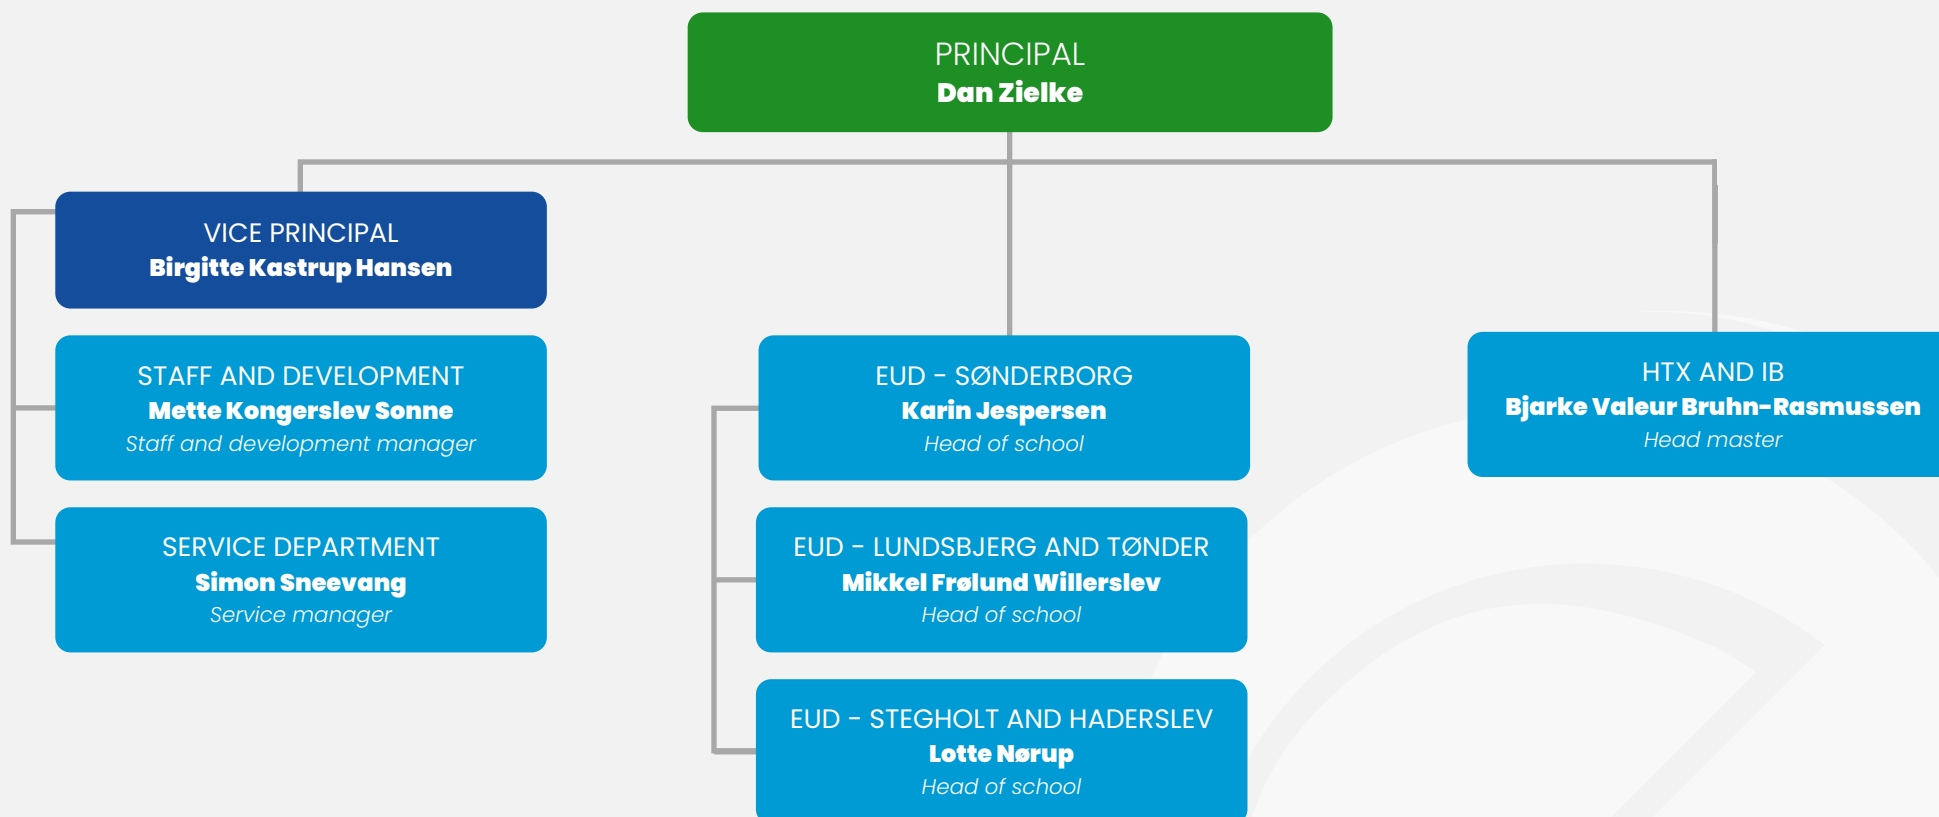 PRINCIPAL
Dan Zielke
VICE PRINCIPAL
Birgitte Kastrup Hansen
STAFF AND DEVELOPMENT
Mette Kongerslev Sonne
Staff and development manager
SERVICE DEPARTMENT
Simon Sneevang
Service manager
EUD - SØNDERBORG
Karin Jespersen
Head of school
EUD - LUNDSBJERG AND TØNDER
Mikkel Frølund Willerslev
Head of school
EUD - STEGHOLT AND HADERSLEV
Lotte Nørup
Head of school
HTX AND IB
Bjarke Valeur Bruhn-Rasmussen
Head master